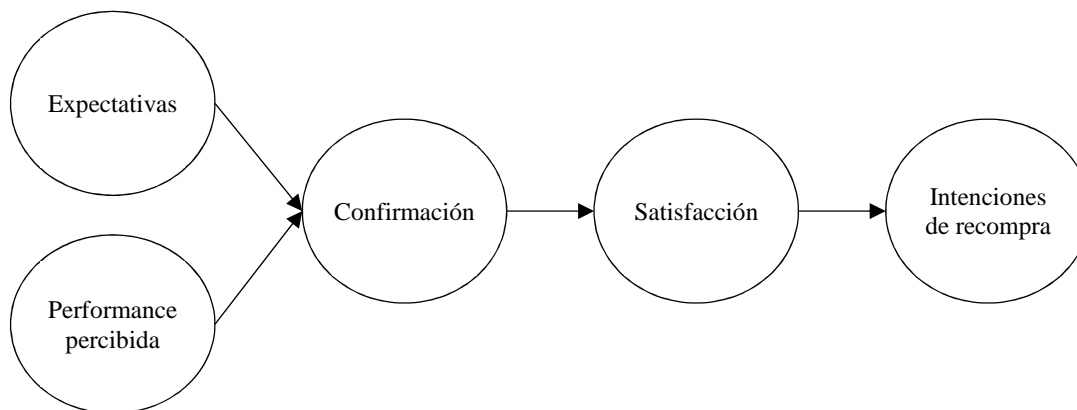 Expectativas
Performance
percibida
Confirmación
Satisfacción
Intenciones
de recompra